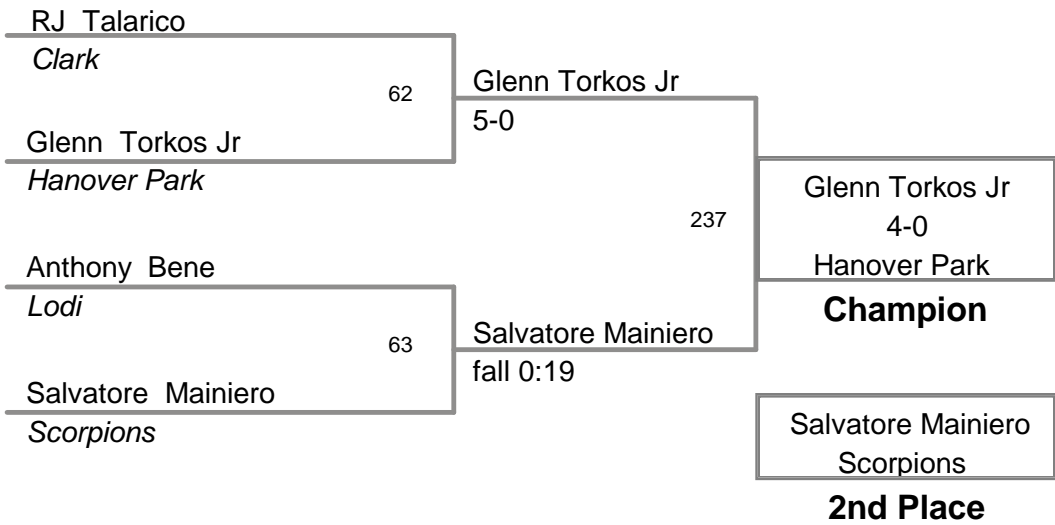 RJ Talarico
Clark
62
Glenn Torkos Jr
Hanover Park
Glenn Torkos Jr
5-0
Anthony Bene
Lodi
63
Salvatore Mainiero
Scorpions
Salvatore Mainiero
fall 0:19
237
Glenn Torkos Jr
4-0
Hanover Park
Champion
Salvatore Mainiero
Scorpions
2nd Place